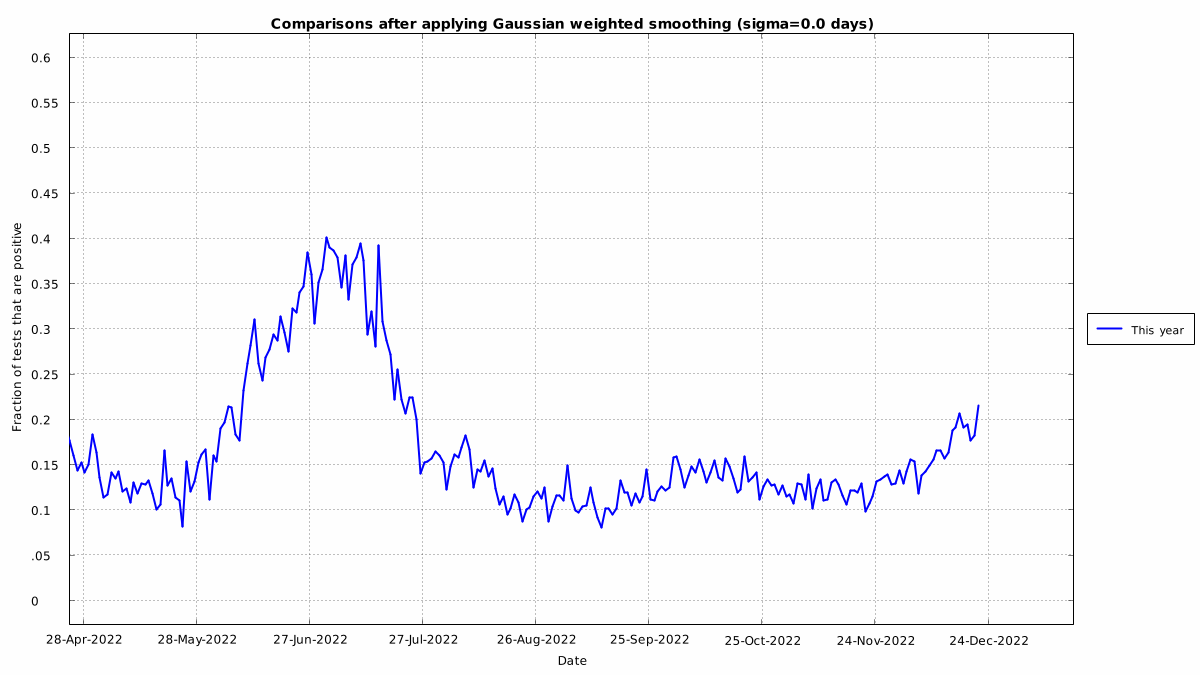 Comparisons after applying Gaussian weighted smoothing (sigma=0.0 days)
0.6
0.55
0.5
0.45
0.4
0.35
0.3
0.25
0.2
0.15
0.1
.05
0
Fraction of tests that are positive
28-Apr-2022 28-May-2022 27-Jun-2022 27-Jul-2022 26-Aug-2022 25-Sep-2022 25-Oct-2022 24-Nov-2022 24-Dec-2022
Date
This year